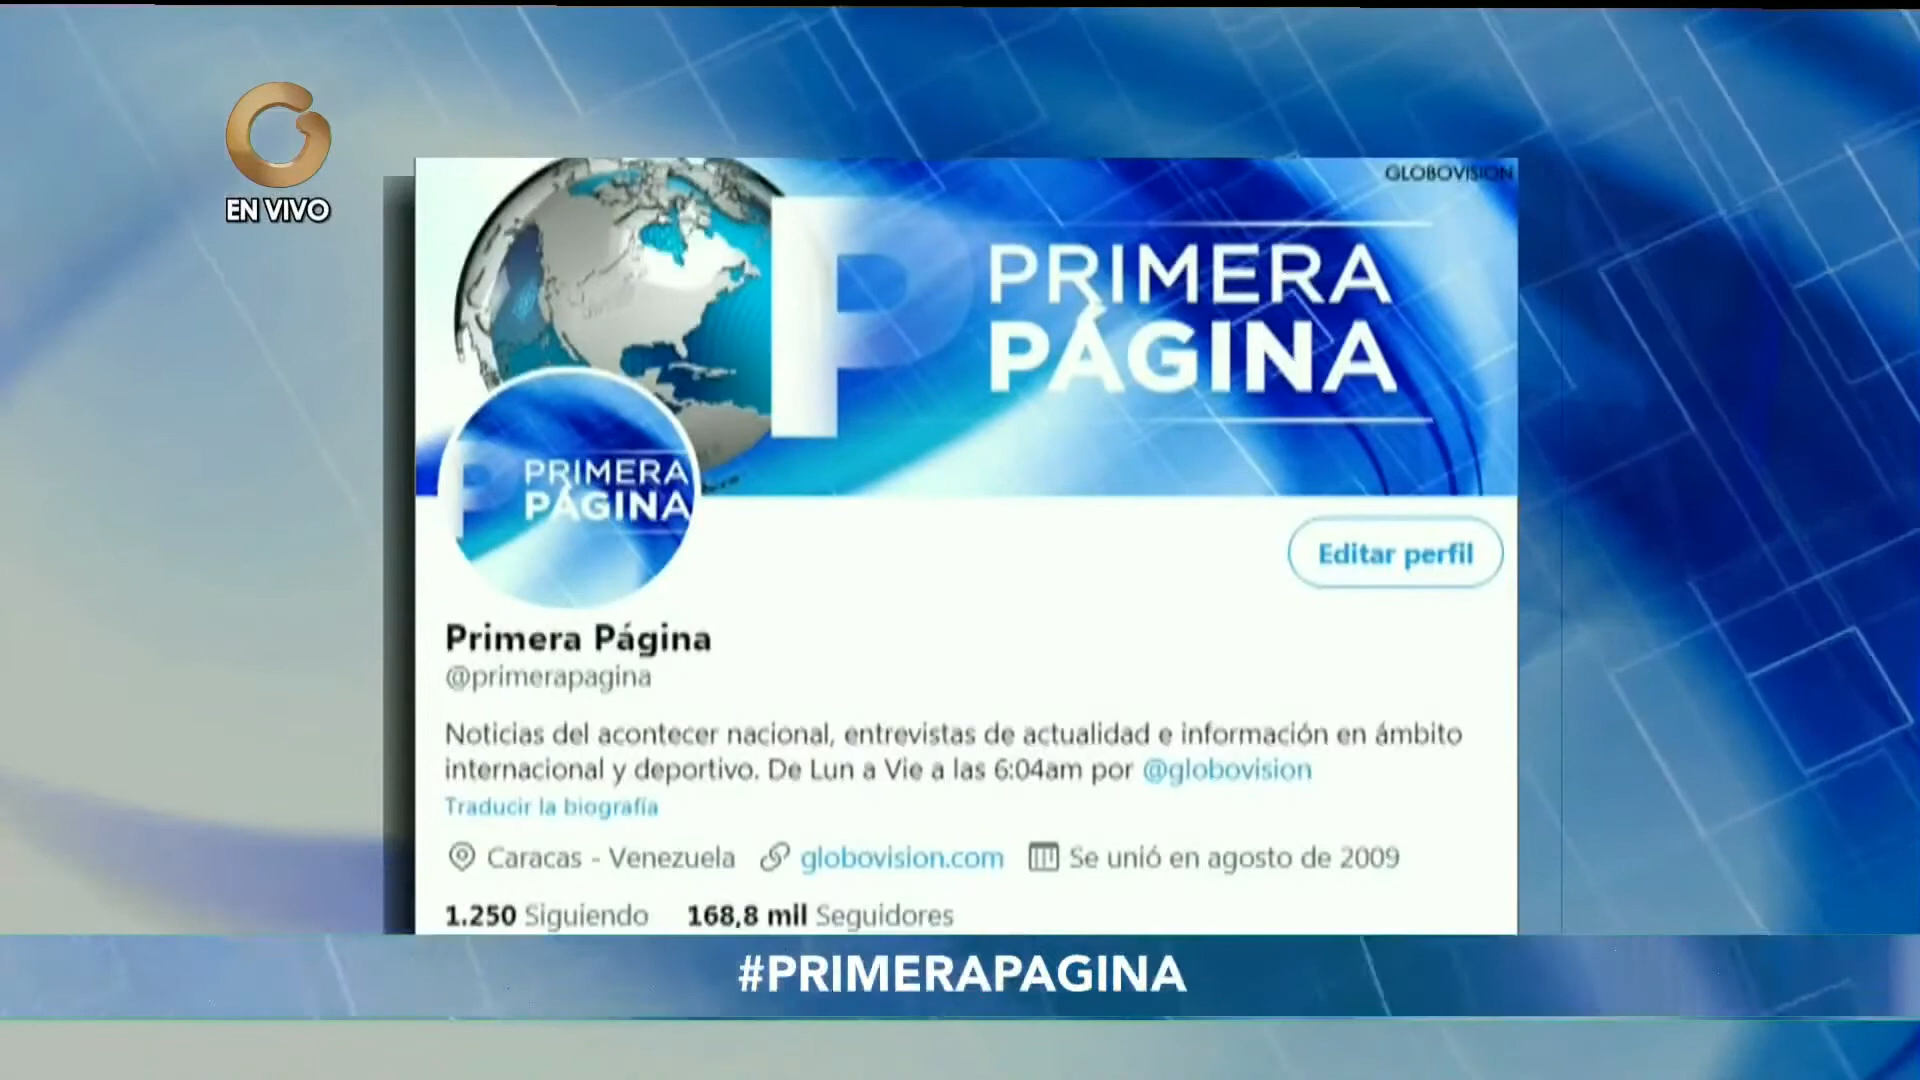 EN VIVO
GLOBOVISION
PRIMERA
PÁGINA
PRIMERA
PÁGINA
Editar perfil
Primera Página
@primerapagina
Noticias del acontecer nacional, entrevistas de actualidad e información en ámbito
internacional y deportivo. De Lun a Vie a las 6:04am por @globovision
Traducir la biografía
Caracas - Venezuela globovision.com Se unió en agosto de 2009
1.250 Siguiendo 168,8 mil Seguidores
#PRIMERAPAGINA